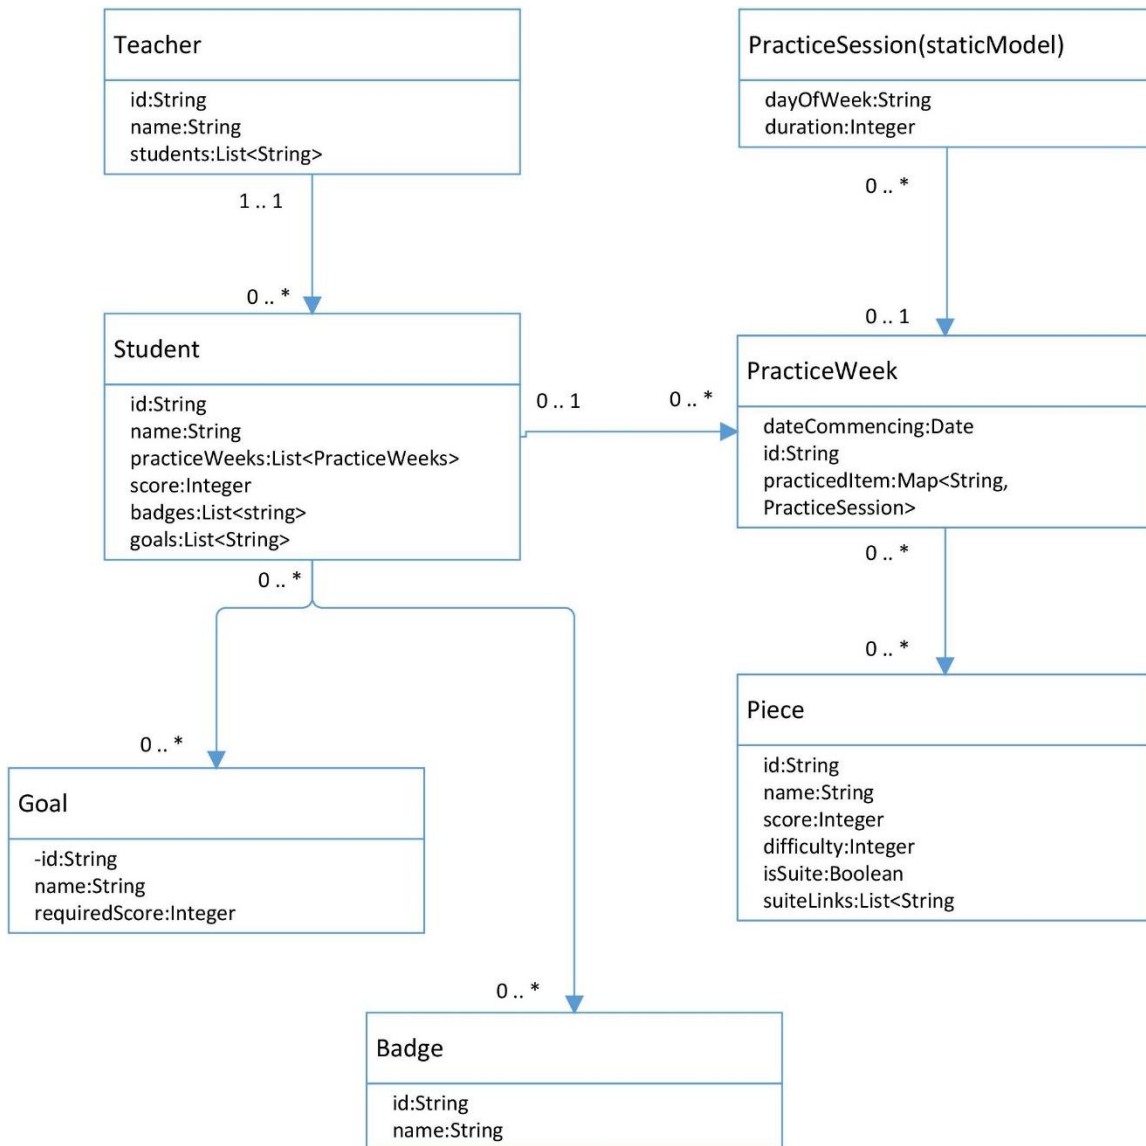 Teacher
id:String
name:String
students:List<String>
1 .. 1
0 .. *
PracticeSession(staticModel)
dayOfWeek:String
duration:Integer
0 .. *
0 .. 1
Student
id:String
name:String
practiceWeeks:List<PracticeWeeks>
score:Integer
badges:List<string>
goals:List<String>
0 .. 1
0 .. *
PracticeWeek
dateCommencing:Date
id:String
practicedItem:Map<String,
PracticeSession>
0 .. *
0 .. *
0 .. *
0 .. *
Goal
-id:String
name:String
requiredScore:Integer
Piece
id:String
name:String
score:Integer
difficulty:Integer
isSuite:Boolean
suiteLinks:List<String
0 .. *
Badge
id:String
name:String